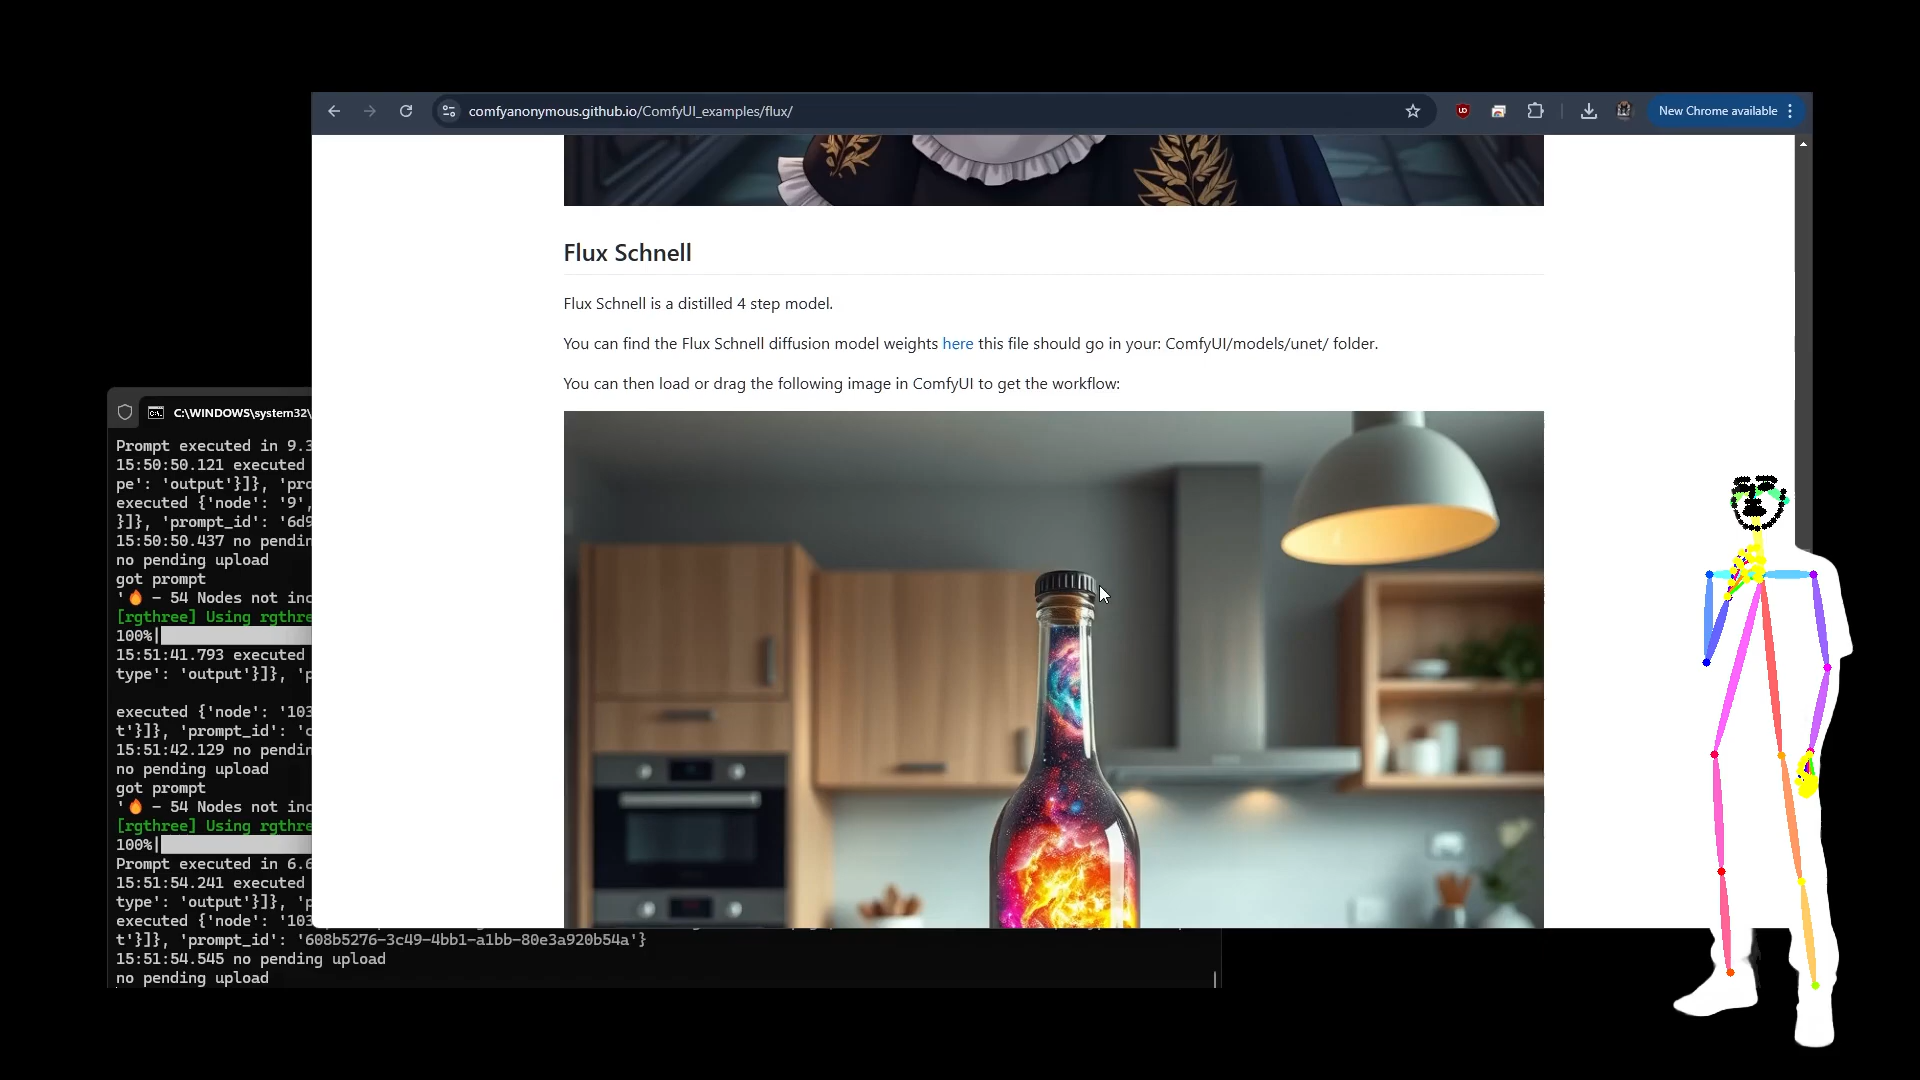 comfyanonymous.github.io/ComfyUI_examples/flux/
New Chrome available
Flux Schnell
Flux Schnell is a distilled 4 step model.
You can find the Flux Schnell diffusion model weights here this file should go in your: ComfyUI/models/unet/ folder.
You can then load or drag the following image in ComfyUI to get the workflow:
C:\WINDOWS\system32\
Prompt executed in 9.3
15:50:50.121 executed
pe': 'output'}]}, 'pro
executed {'node': '9',
}]}, 'prompt_id': '6d9
15:50:50.437 no pendin
no pending upload
got prompt
'🔥 - 54 Nodes not inc
[rgthree] Using rgthre
100%|
15:51:41.793 executed
type': 'output'}]}, 'p
executed {'node': '103
t'}]}, 'prompt_id': 'c
15:51:42.129 no pendin
no pending upload
got prompt
'🔥 - 54 Nodes not inc
[rgthree] Using rgthre
100%|
Prompt executed in 6.6
15:51:54.241 executed
type': 'output'}]}, 'p
executed {'node': '103
t'}]}, 'prompt_id': '608b5276-3c49-4bb1-a1bb-80e3a920b54a'}
15:51:54.545 no pending upload
no pending upload